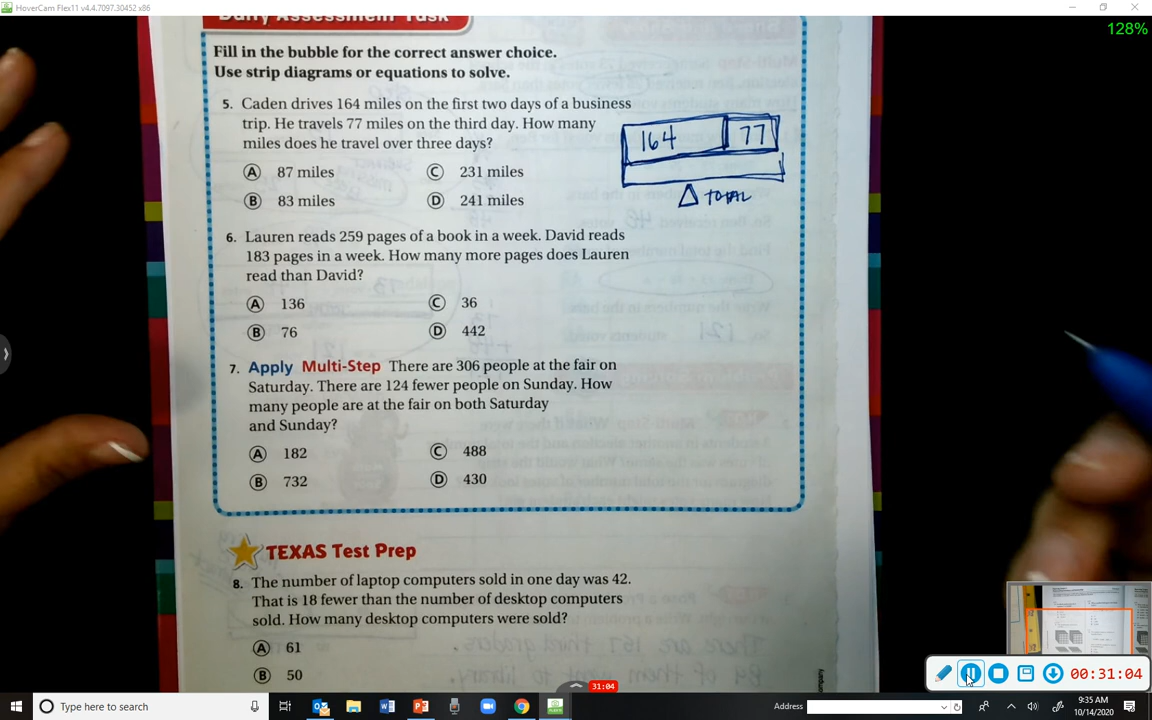 HoverCam Flex11 v4.4.7097.30452 x86
128%
Daily Assessment Task
Fill in the bubble for the correct answer choice.
Use strip diagrams or equations to solve.
5. Caden drives 164 miles on the first two days of a business
trip. He travels 77 miles on the third day. How many
miles does he travel over three days?
A 87 miles C 231 miles
B 83 miles D 241 miles
164 77
Δ TOTAL
6. Lauren reads 259 pages of a book in a week. David reads
183 pages in a week. How many more pages does Lauren
read than David?
A 136 C 36
B 76 D 442
7. Apply Multi-Step There are 306 people at the fair on
Saturday. There are 124 fewer people on Sunday. How
many people are at the fair on both Saturday
and Sunday?
A 182 C 488
B 732 D 430
TEXAS Test Prep
8. The number of laptop computers sold in one day was 42.
That is 18 fewer than the number of desktop computers
sold. How many desktop computers were sold?
A 61
B 50
00:31:04
31:04
Type here to search
Address
9:35 AM
10/14/2020